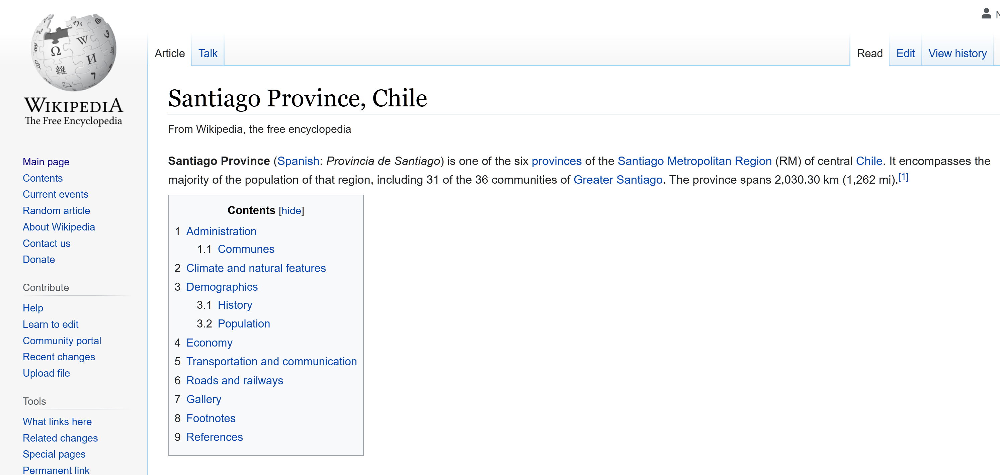 Ω
W
И
維
ウィ
7
WIKIPEDIA
The Free Encyclopedia
Main page
Contents
Current events
Random article
About Wikipedia
Contact us
Donate
Contribute
Help
Learn to edit
Community portal
Recent changes
Upload file
Tools
What links here
Related changes
Special pages
Permanent link
N
Article
Talk
Read
Edit
View history
Santiago Province, Chile
From Wikipedia, the free encyclopedia
Santiago Province (Spanish: Provincia de Santiago) is one of the six provinces of the Santiago Metropolitan Region (RM) of central Chile. It encompasses the
majority of the population of that region, including 31 of the 36 communities of Greater Santiago. The province spans 2,030.30 km (1,262 mi).[1]
Contents [hide]
1 Administration
1.1 Communes
2 Climate and natural features
3 Demographics
3.1 History
3.2 Population
4 Economy
5 Transportation and communication
6 Roads and railways
7 Gallery
8 Footnotes
9 References